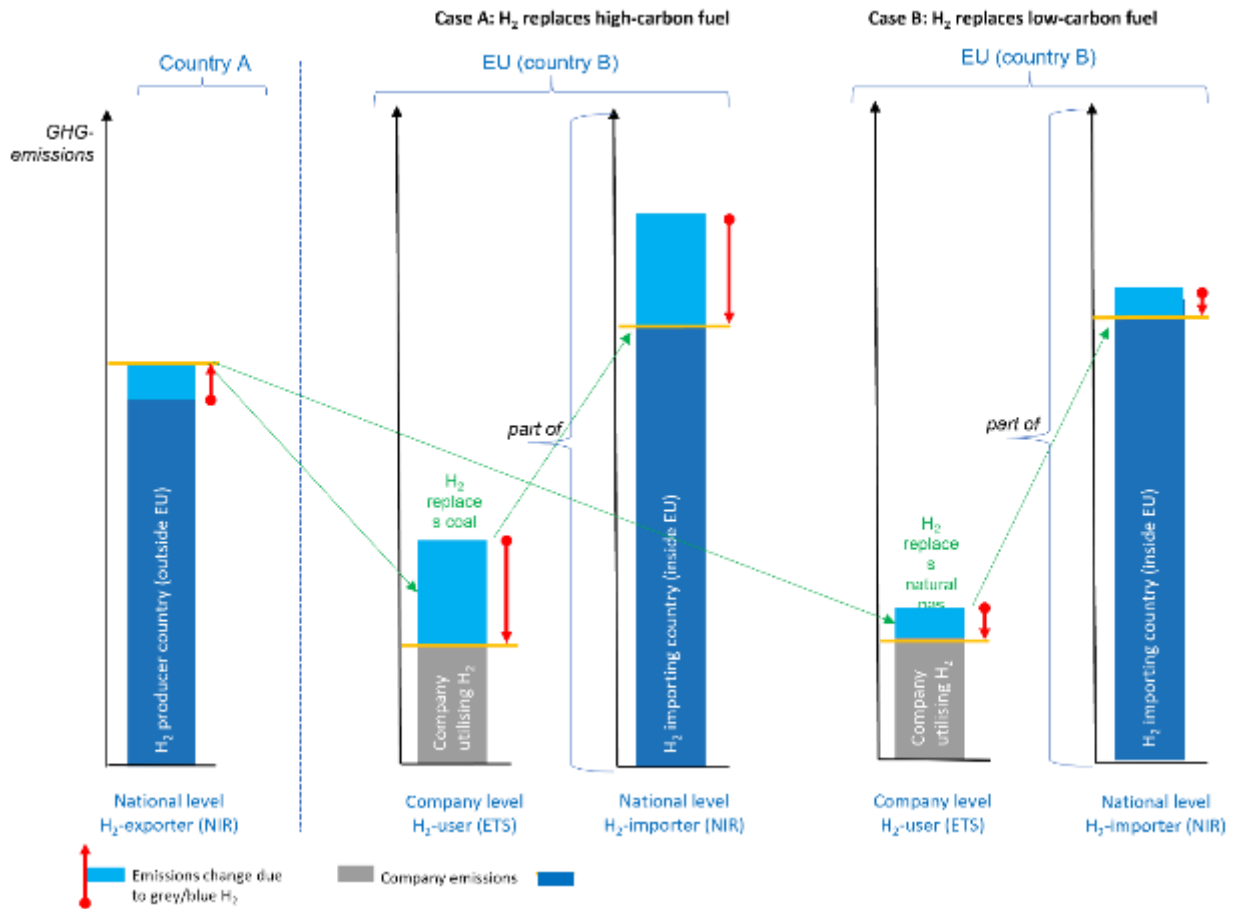 Case A: H₂ replaces high-carbon fuel
Case B: H₂ replaces low-carbon fuel
Country A
EU (country B)
EU (country B)
GHG-
emissions
part of
part of
H₂
replace
s coal
H₂
replace
s
natural
gas
H₂ producer country (outside EU)
Company
utilising H₂
H₂ importing country (inside EU)
Company
utilising H₂
H₂ importing country (inside EU)
National level
H₂-exporter (NIR)
Company level
H₂-user (ETS)
National level
H₂-importer (NIR)
Company level
H₂-user (ETS)
National level
H₂-importer (NIR)
Emissions change due
to grey/blue H₂
Company emissions